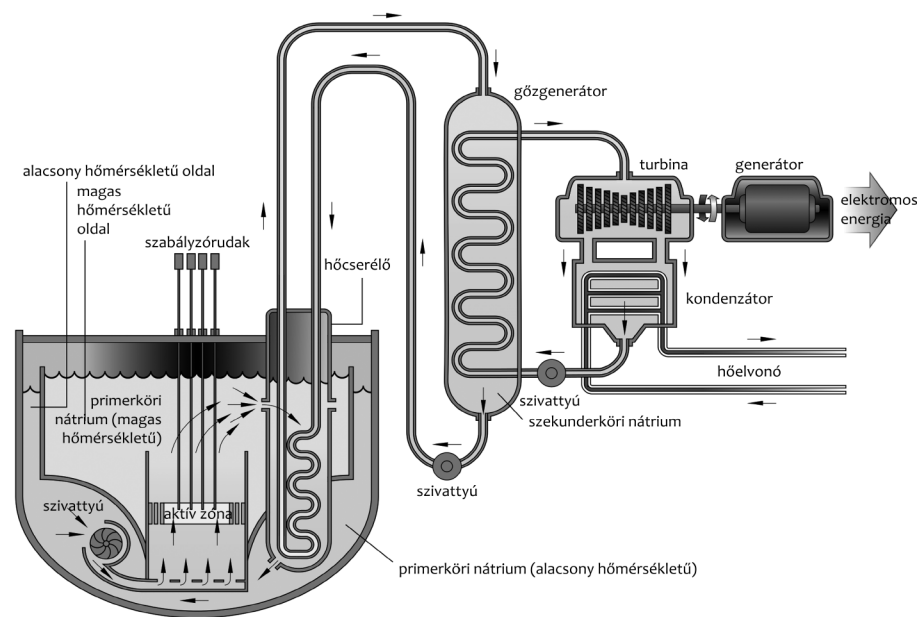 gőzgenerátor
turbina
generátor
alacsony hőmérsékletű oldal
magas
hőmérsékletű
oldal
elektromos
energia
szabályzórudak
hőcserélő
kondenzátor
hőelvonó
primerköri
nátrium (magas
hőmérsékletű)
szivattyú
szekunderköri nátrium
szivattyú
szivattyú
aktív zóna
primerköri nátrium (alacsony hőmérsékletű)